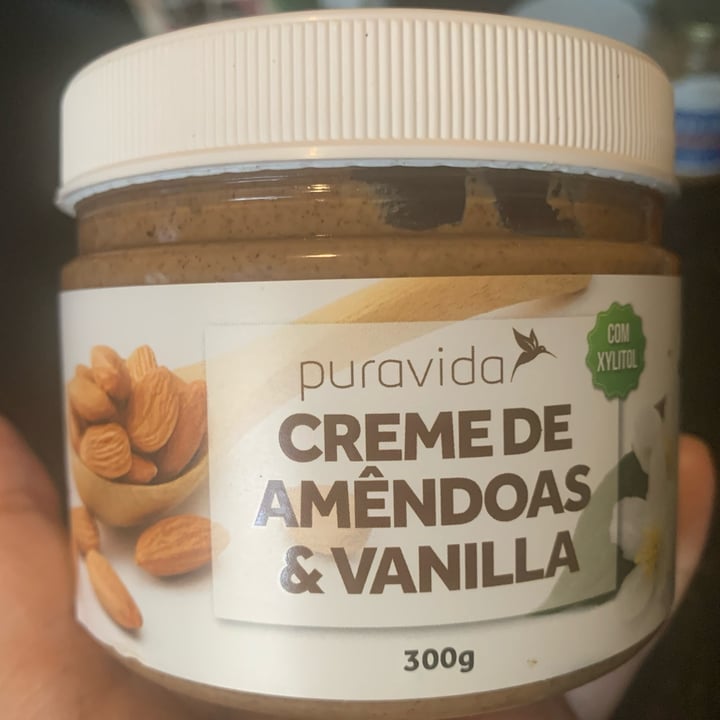 puravida
COM
XYLITOL
CREME DE
AMÊNDOAS
& VANILLA
300g